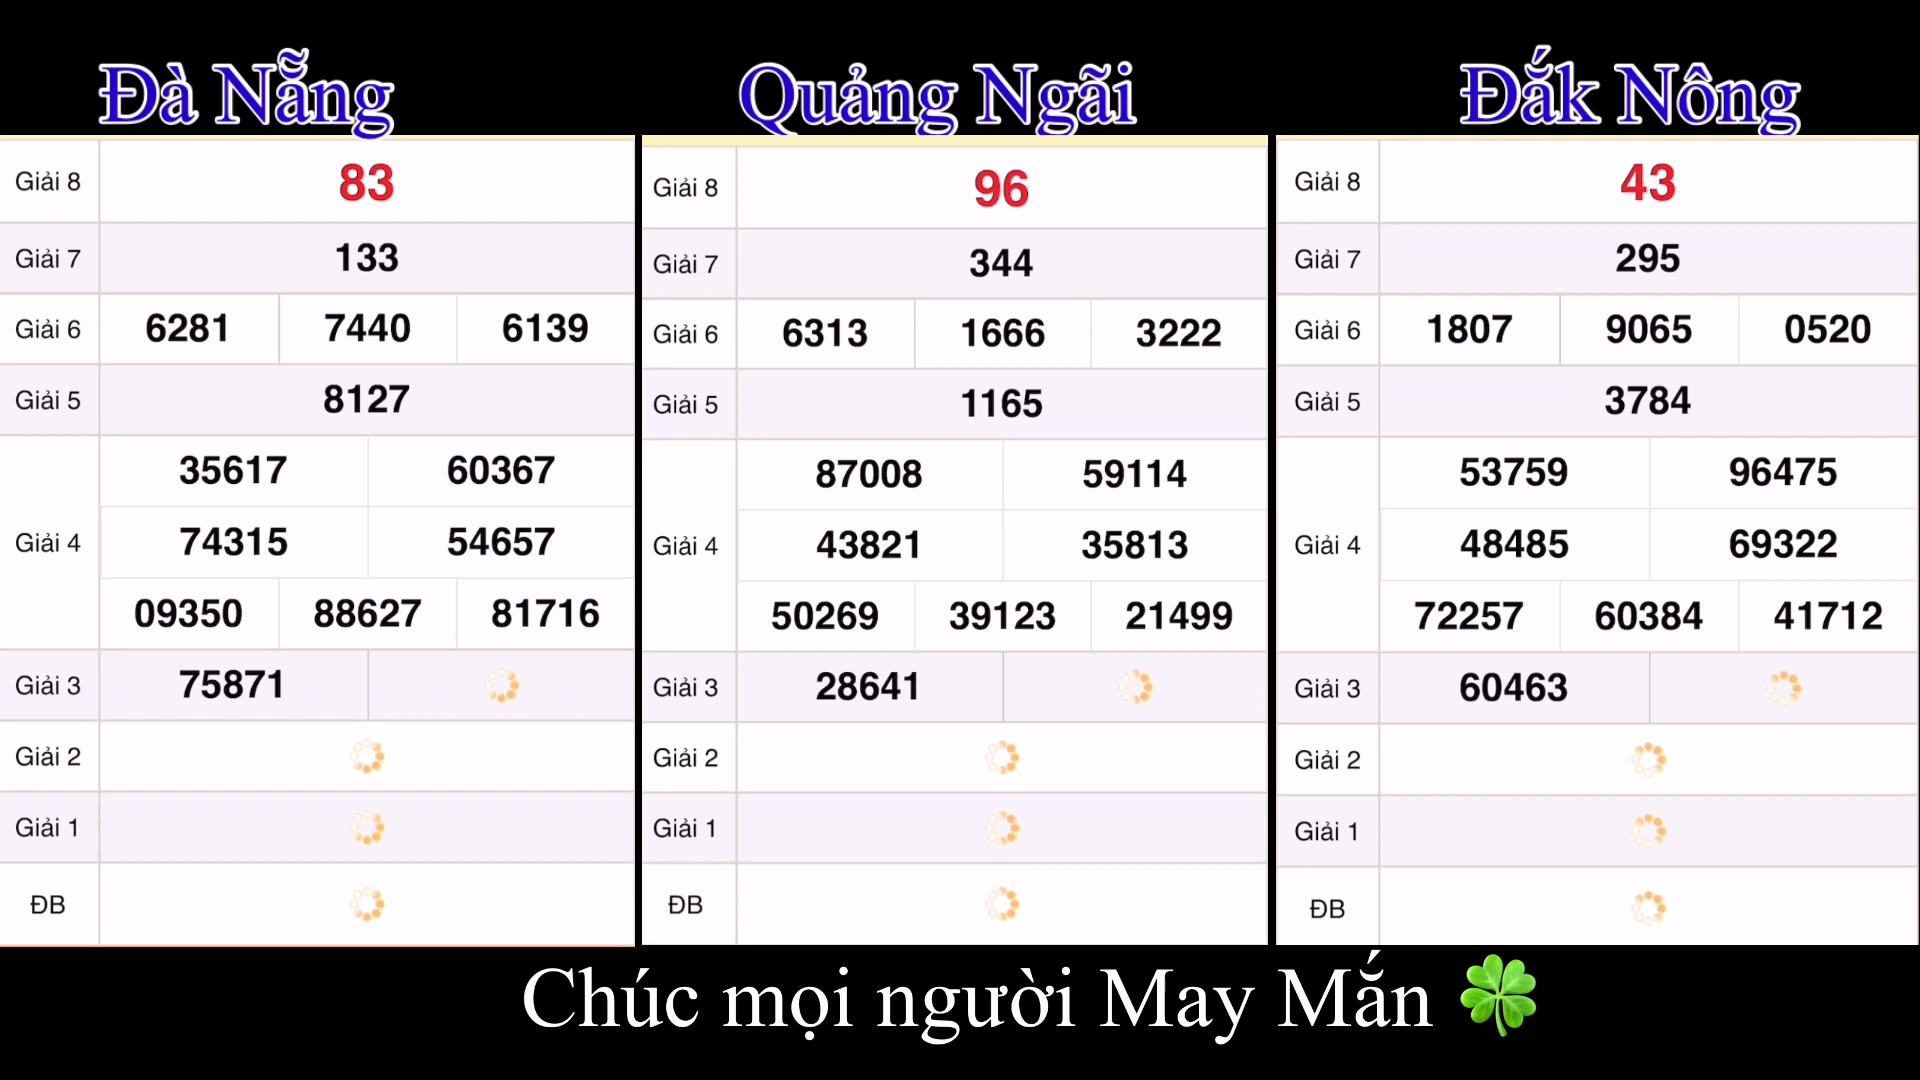 Đà Nẵng
Giải 8 83
Giải 7 133
Giải 6 6281 7440 6139
Giải 5 8127
Giải 4 35617 60367
74315 54657
09350 88627 81716
Giải 3 75871
Giải 2
Giải 1
ĐB
Quảng Ngãi
Giải 8 96
Giải 7 344
Giải 6 6313 1666 3222
Giải 5 1165
Giải 4 87008 59114
43821 35813
50269 39123 21499
Giải 3 28641
Giải 2
Giải 1
ĐB
Đắk Nông
Giải 8 43
Giải 7 295
Giải 6 1807 9065 0520
Giải 5 3784
Giải 4 53759 96475
48485 69322
72257 60384 41712
Giải 3 60463
Giải 2
Giải 1
ĐB
Chúc mọi người May Mắn 🍀